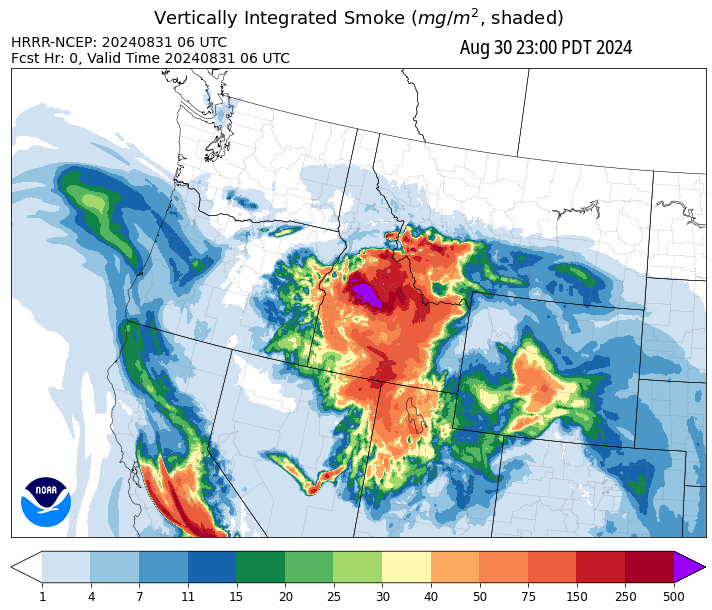 Vertically Integrated Smoke (mg/m², shaded)
HRRR-NCEP: 20240831 06 UTC
Fcst Hr: 0, Valid Time 20240831 06 UTC
Aug 30 23:00 PDT 2024
NOAA
1 4 7 11 15 20 25 30 40 50 75 150 250 500